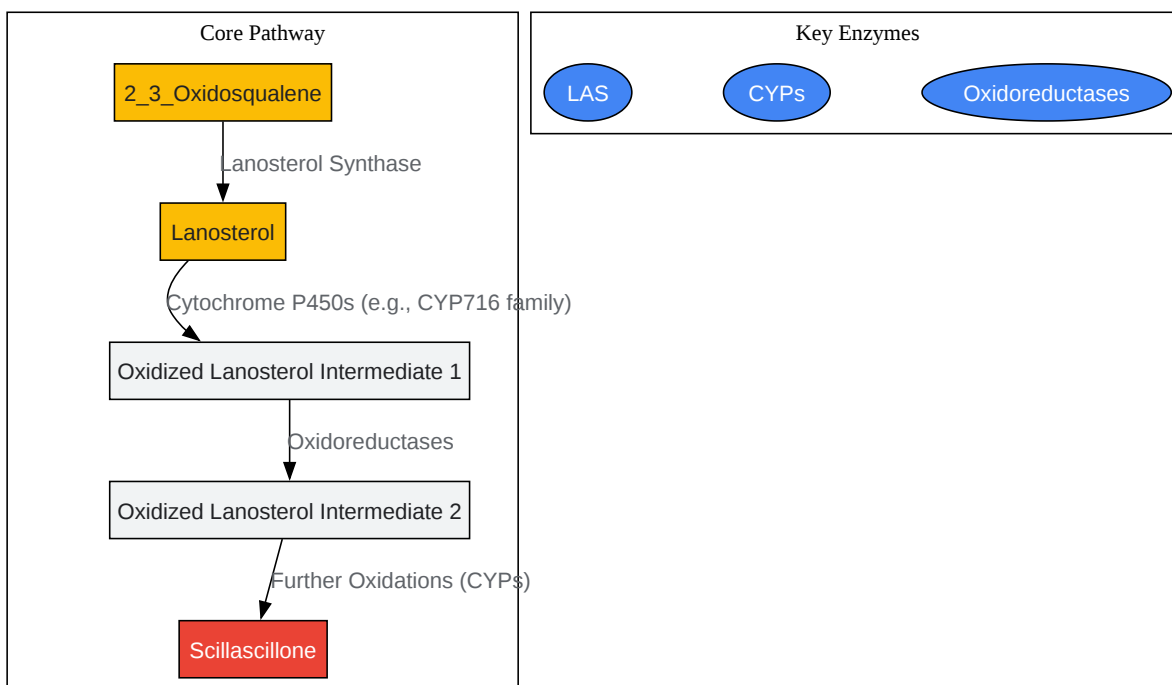 Core Pathway
2_3_Oxidosqualene
Lanosterol Synthase
Lanosterol
Cytochrome P450s (e.g., CYP716 family)
Oxidized Lanosterol Intermediate 1
Oxidoreductases
Oxidized Lanosterol Intermediate 2
Further Oxidations (CYPs)
Scillascillone
Key Enzymes
LAS
CYPs
Oxidoreductases